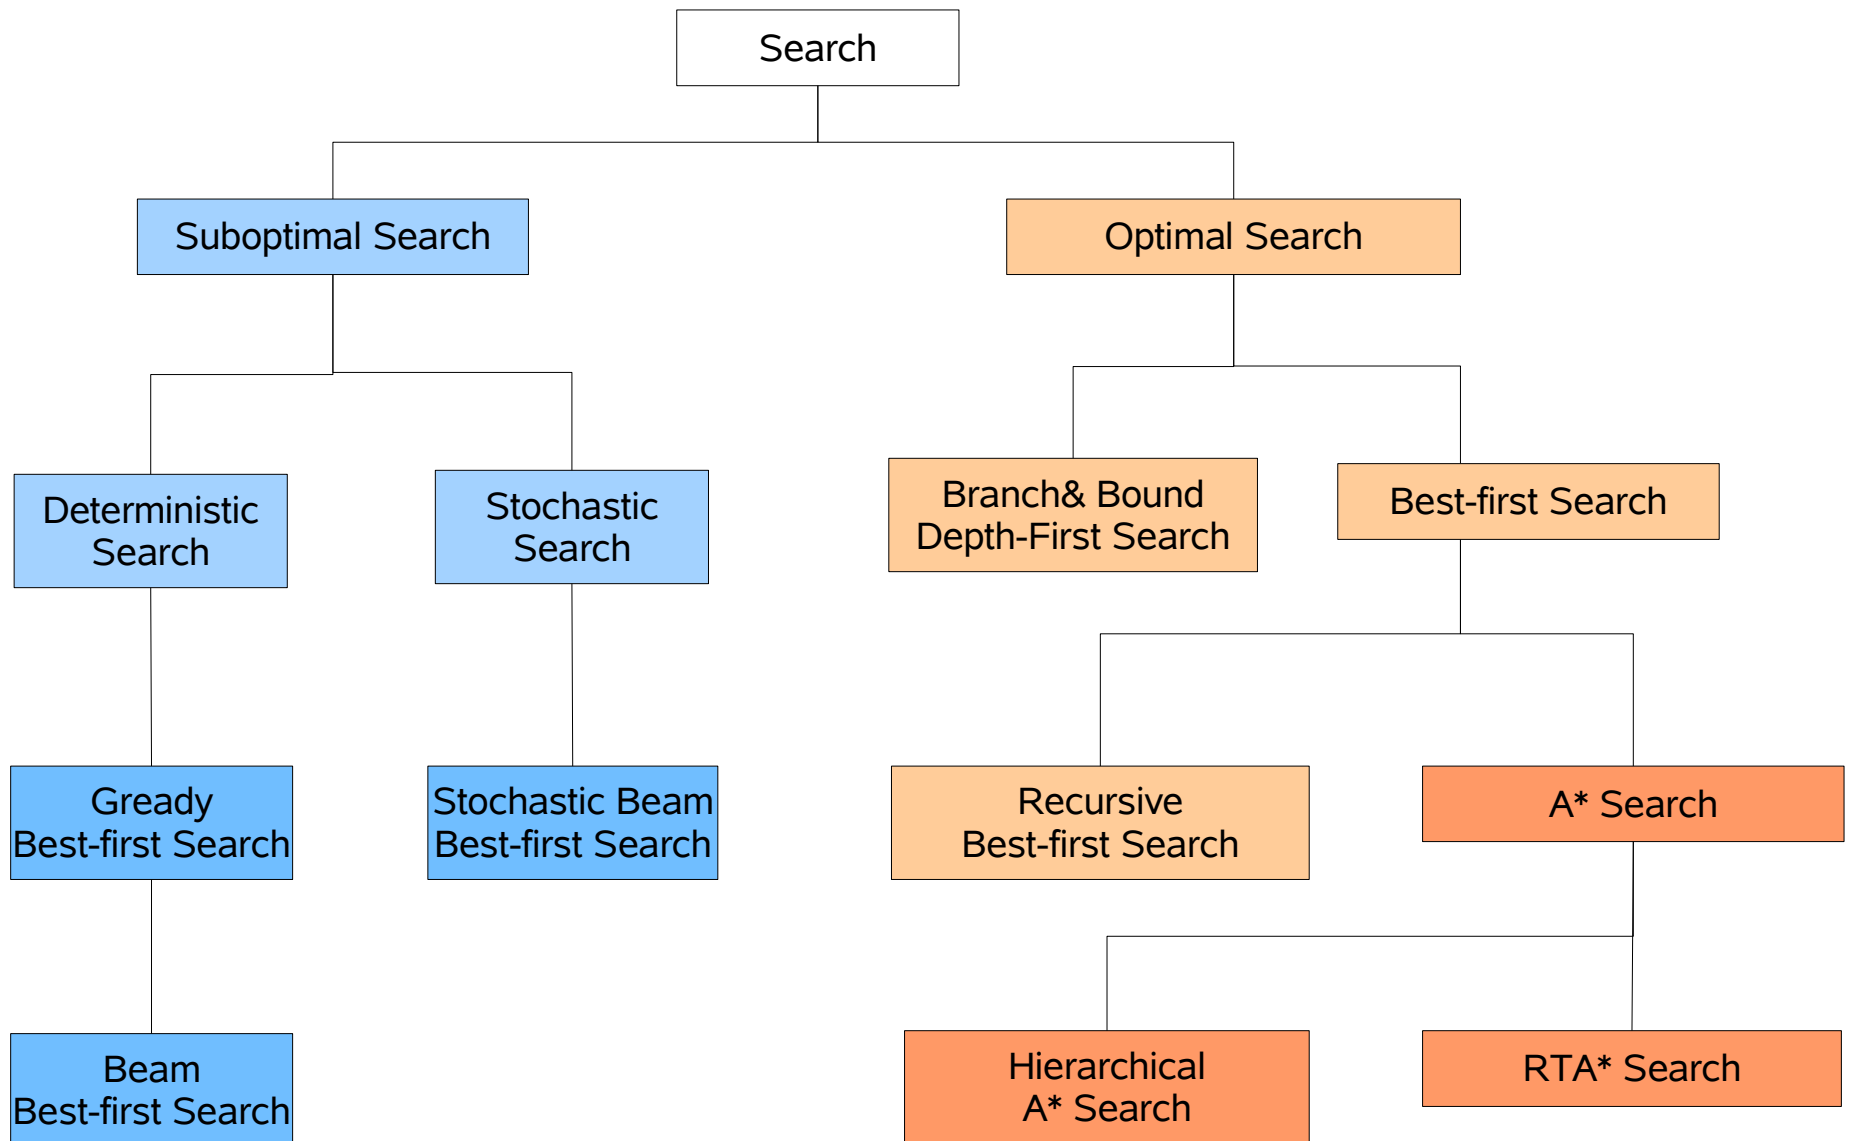 Search
Suboptimal Search
Optimal Search
Deterministic
Search
Stochastic
Search
Branch& Bound
Depth-First Search
Best-first Search
Gready
Best-first Search
Stochastic Beam
Best-first Search
Recursive
Best-first Search
A* Search
Beam
Best-first Search
Hierarchical
A* Search
RTA* Search